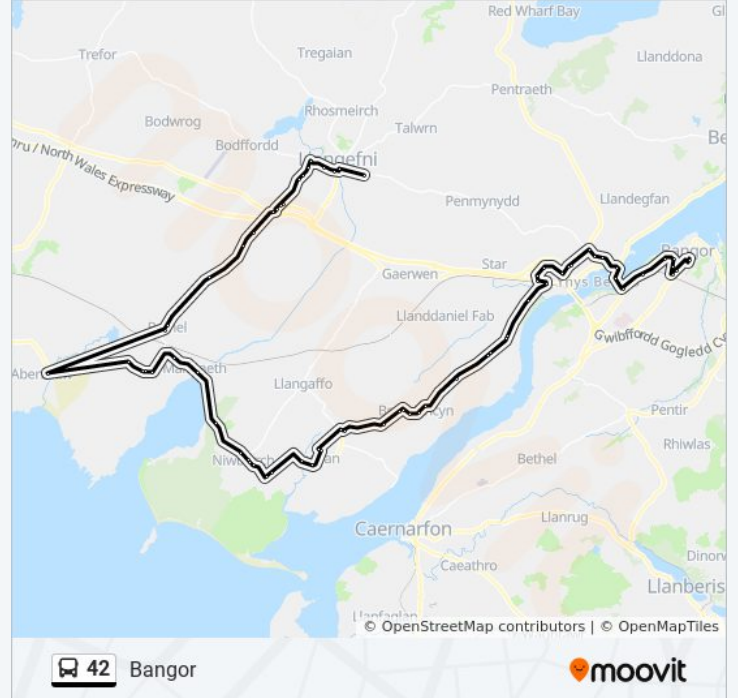 Red Wharf Bay
Trefor
Tregaian
Llanddona
Pentraeth
Rhosmeirch
Bodwrog
Talwrn
Bodffordd
ru / North Wales Expressway
Penmynydd
Llandegfan
Bangor
Star
Gaerwen
Llanddaniel Fab
Gwibffordd Gogledd
Llangaffo
Pentir
Rhiwlas
Bethel
Llanrug
Caernarfon
Caeathro
Llanberis
© OpenStreetMap contributors | © OpenMapTiles
42 Bangor
moovit